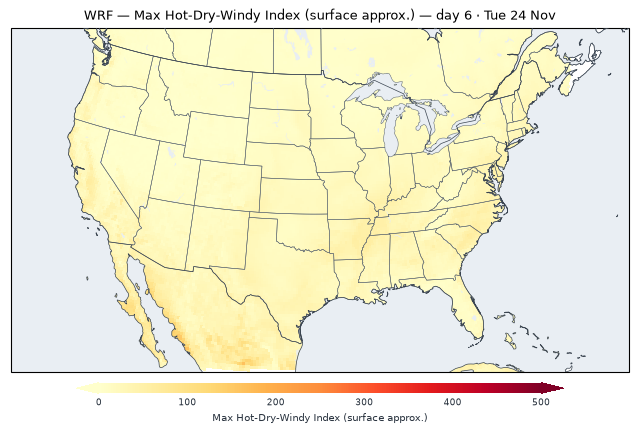 WRF — Max Hot-Dry-Windy Index (surface approx.) — day 6 · Tue 24 Nov
0 100 200 300 400 500
Max Hot-Dry-Windy Index (surface approx.)